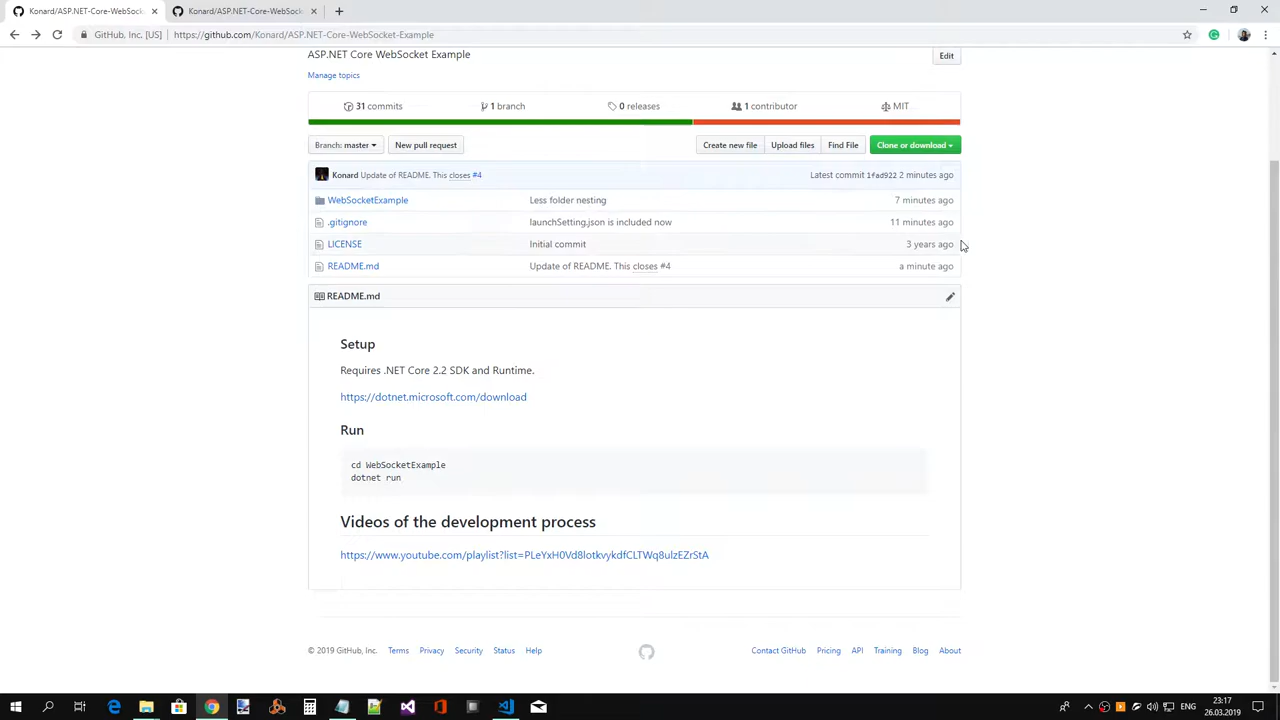 Konard/ASP.NET-Core-WebSock
Konard/ASP.NET-Core-WebSock
GitHub, Inc. [US]
https://github.com/Konard/ASP.NET-Core-WebSocket-Example
ASP.NET Core WebSocket Example
Edit
Manage topics
31 commits
1 branch
0 releases
1 contributor
MIT
Branch: master
New pull request
Create new file
Upload files
Find File
Clone or download
Konard Update of README. This closes #4
Latest commit 1fad922 2 minutes ago
WebSocketExample
Less folder nesting
7 minutes ago
.gitignore
launchSetting.json is included now
11 minutes ago
LICENSE
Initial commit
3 years ago
README.md
Update of README. This closes #4
a minute ago
README.md
Setup
Requires .NET Core 2.2 SDK and Runtime.
https://dotnet.microsoft.com/download
Run
cd WebSocketExample
dotnet run
Videos of the development process
https://www.youtube.com/playlist?list=PLeYxH0Vd8lotkvykdfCLTWq8ulzEZrStA
© 2019 GitHub, Inc.
Terms
Privacy
Security
Status
Help
Contact GitHub
Pricing
API
Training
Blog
About
ENG
23:17
26.03.2019